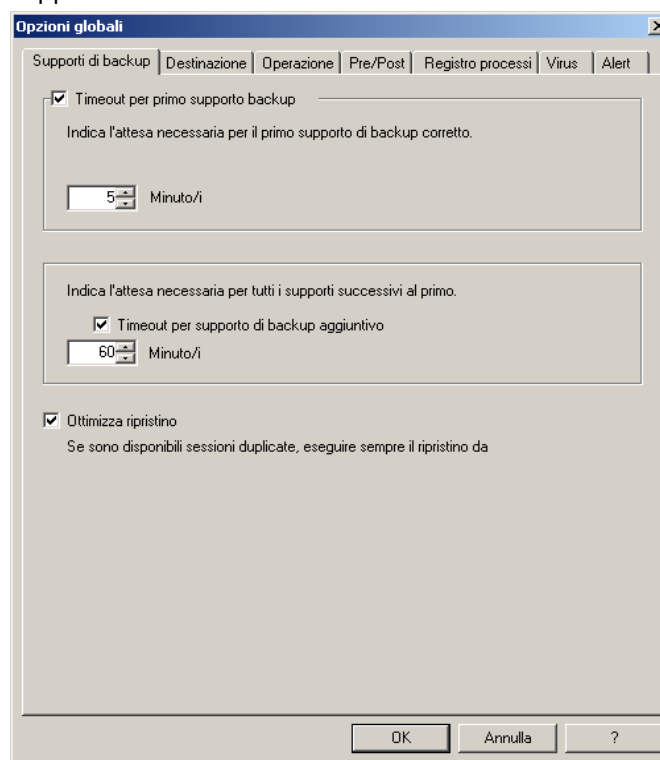 Opzioni globali
Supporti di backup Destinazione Operazione Pre/Post Registro processi Virus Alert
Timeout per primo supporto backup
Indica l'attesa necessaria per il primo supporto di backup corretto.
5 Minuto/i
Indica l'attesa necessaria per tutti i supporti successivi al primo.
Timeout per supporto di backup aggiuntivo
60 Minuto/i
Ottimizza ripristino
Se sono disponibili sessioni duplicate, eseguire sempre il ripristino da
OK Annulla ?